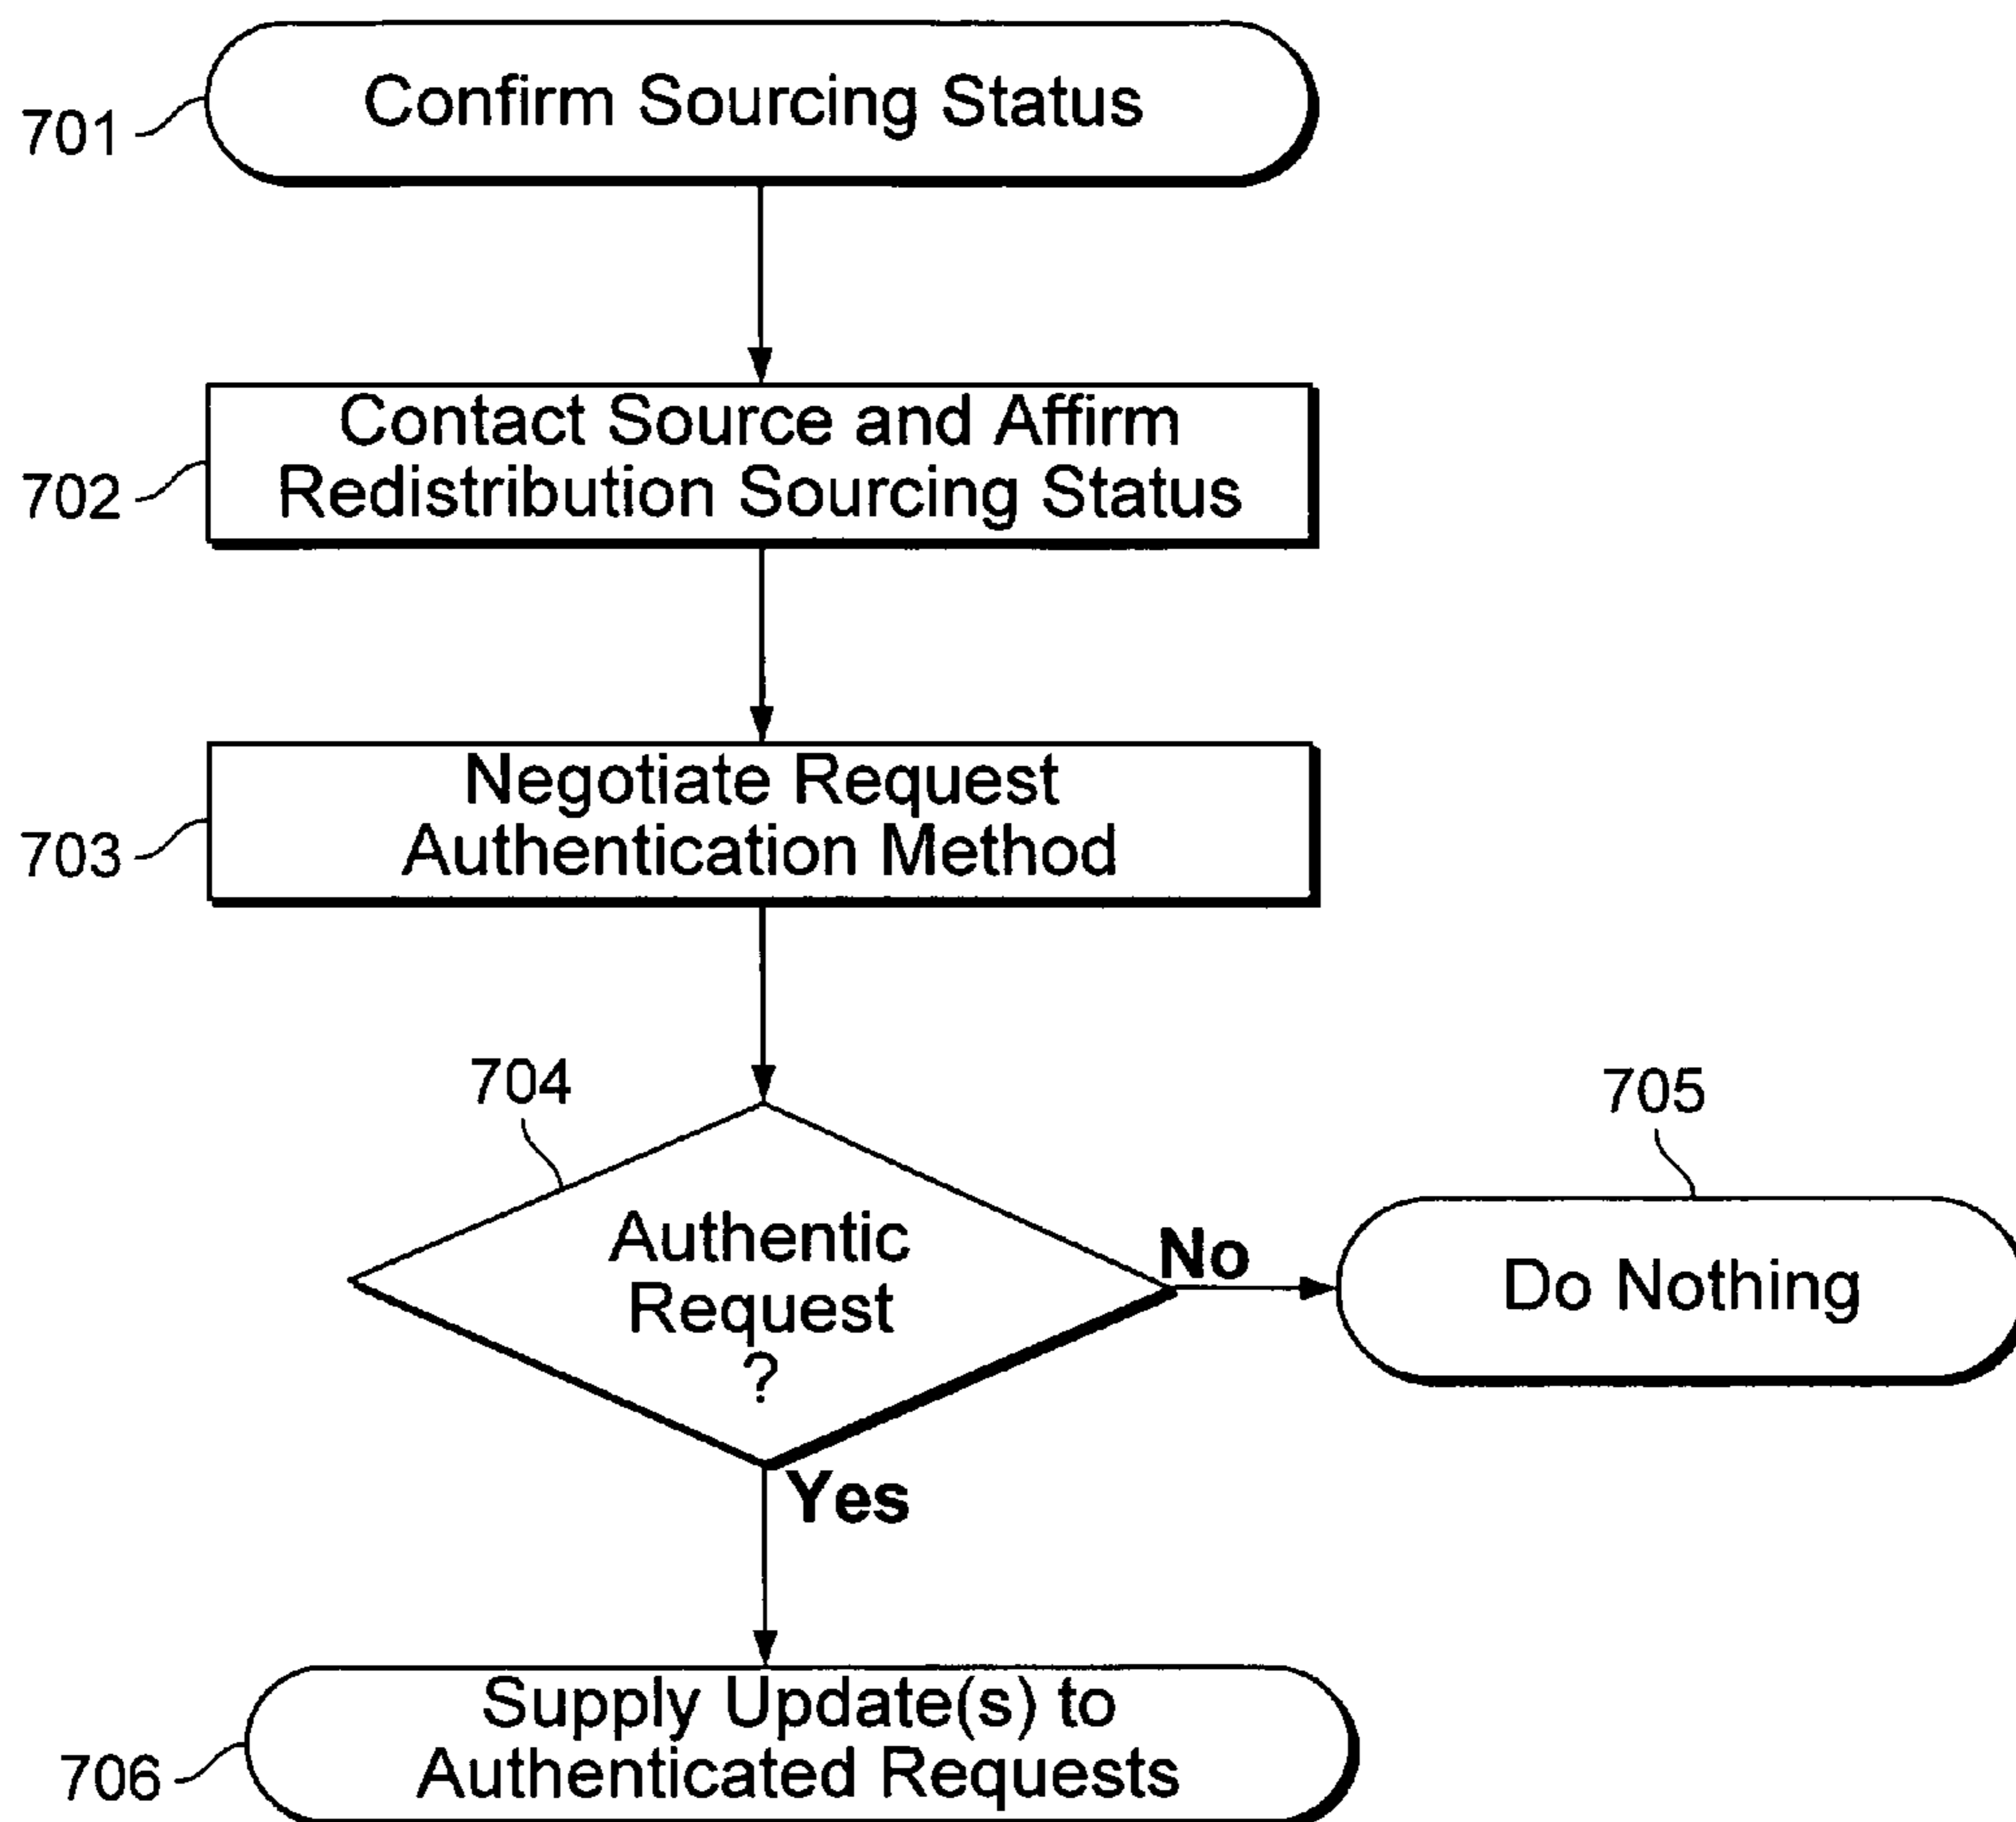 Confirm Sourcing Status
701
Contact Source and Affirm
Redistribution Sourcing Status
702
Negotiate Request
Authentication Method
703
704
705
Authentic
Request
?
No
Do Nothing
Yes
Supply Update(s) to
Authenticated Requests
706